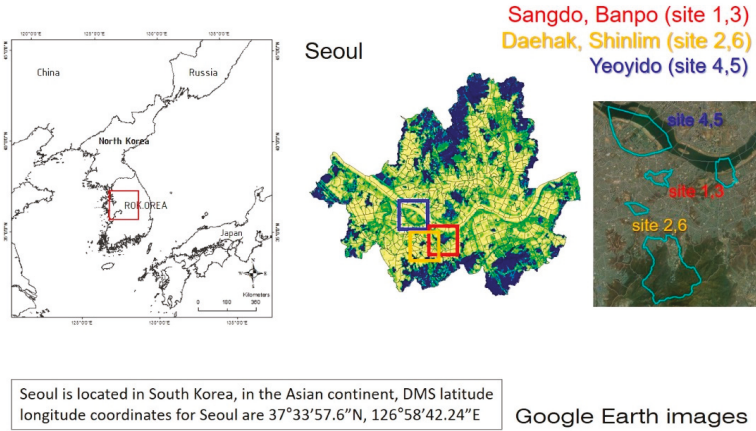 Sangdo, Banpo (site 1,3)
Daehak, Shinlim (site 2,6)
Yeoyido (site 4,5)
Seoul
China
Russia
North Korea
ROK.OREA
Japan
N
Kilometers
0 180 360
site 4,5
site 1,3
site 2,6
Seoul is located in South Korea, in the Asian continent, DMS latitude
longitude coordinates for Seoul are 37°33’57.6”N, 126°58’42.24”E
Google Earth images